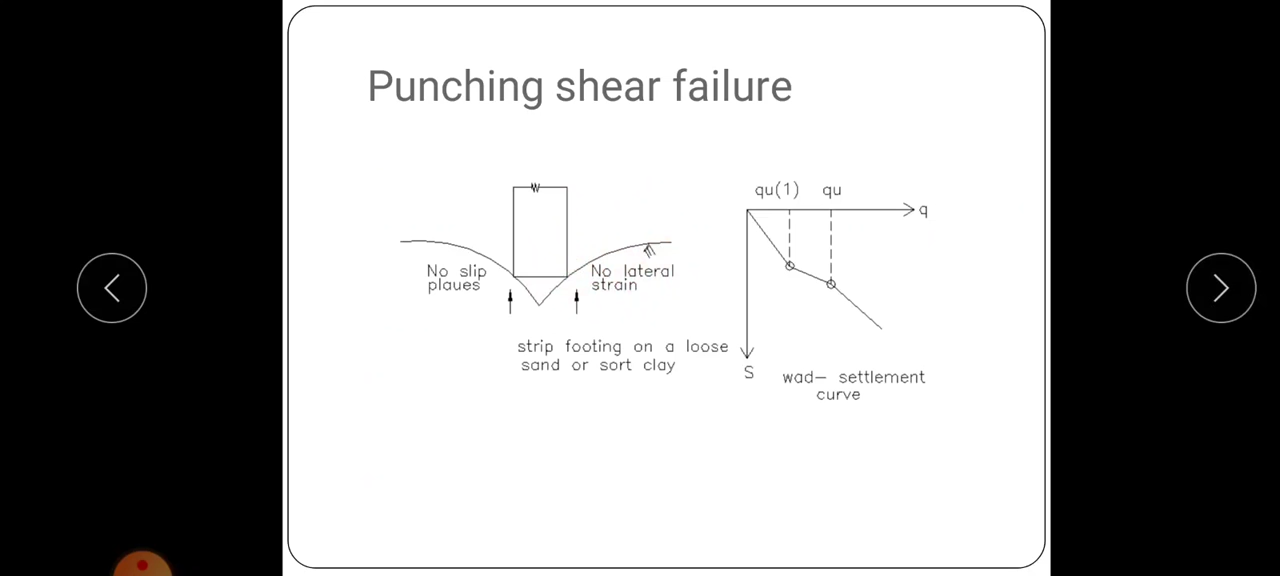 Punching shear failure
No slip
plaues
No lateral
strain
strip footing on a loose
sand or sort clay
qu(1) qu
q
S
wad- settlement
curve